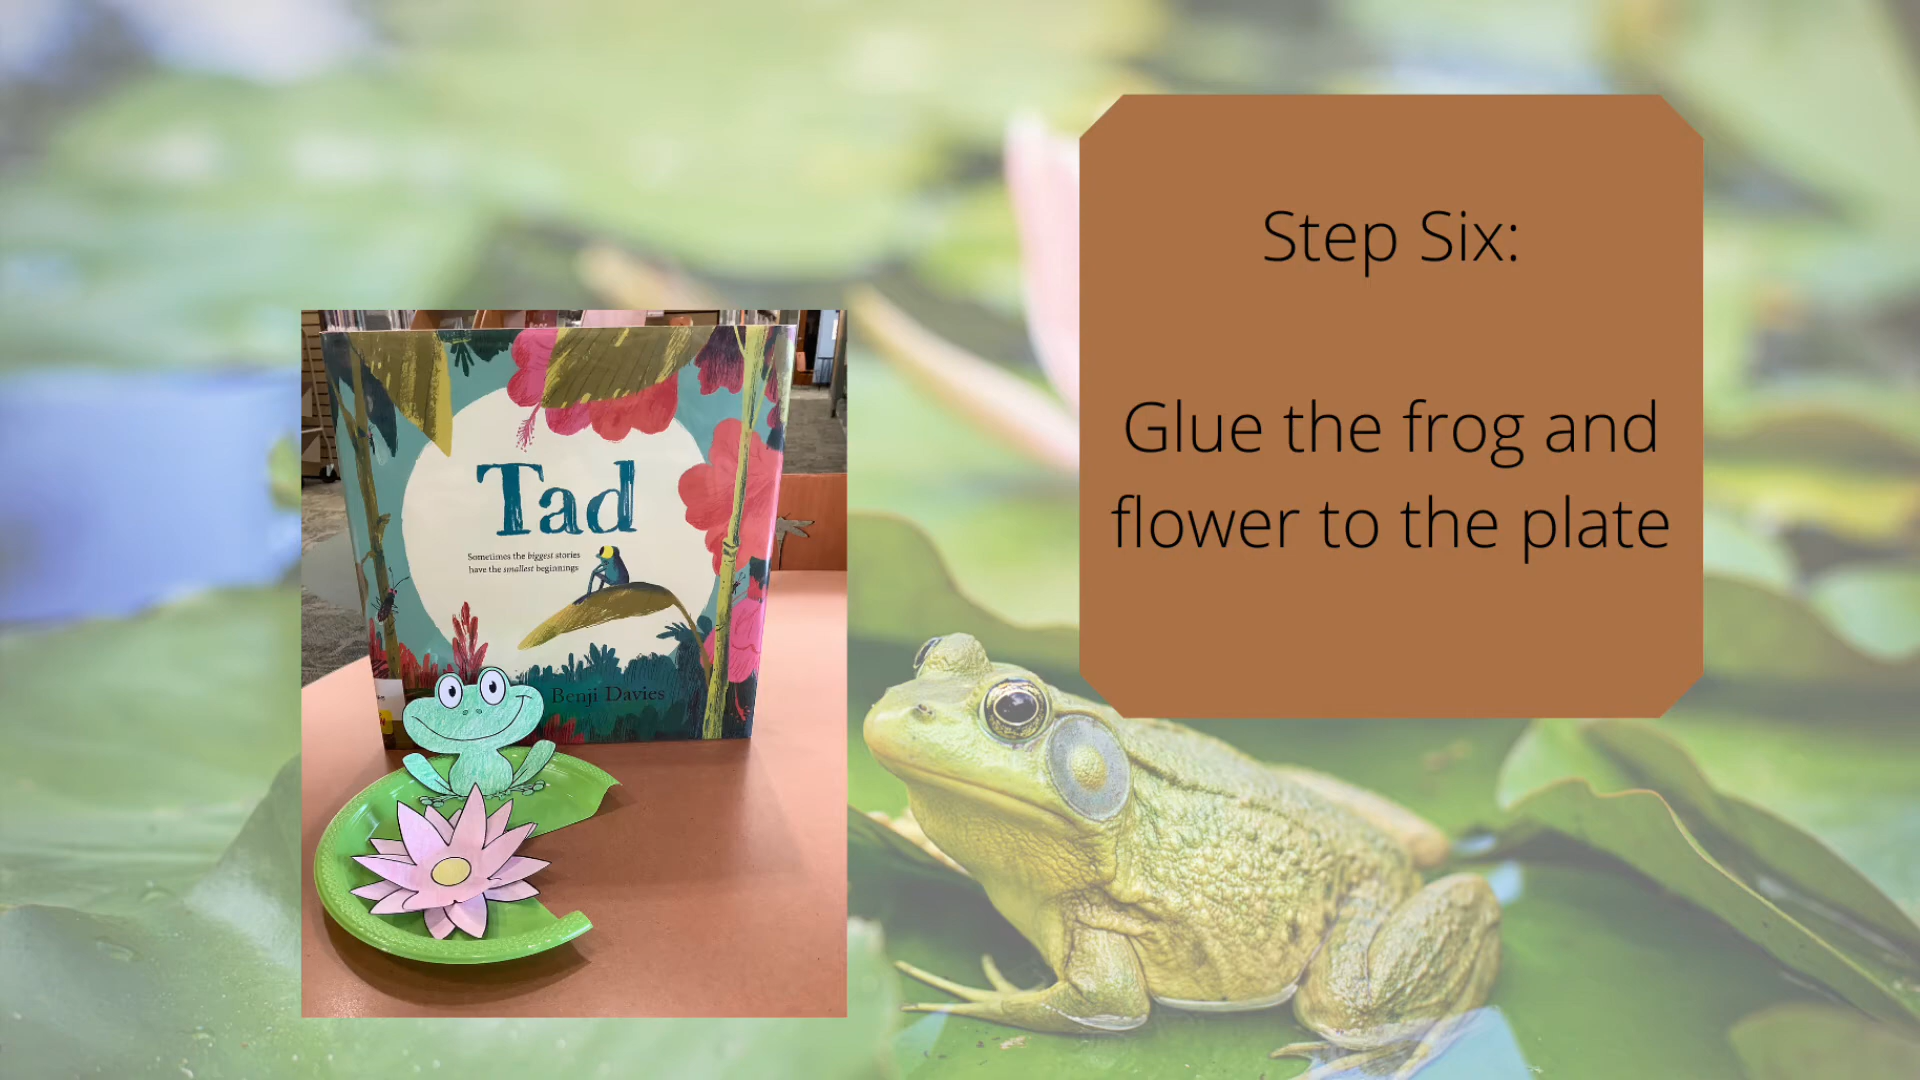 Tad
Sometimes the biggest stories
have the smallest beginnings
Benji Davies
Step Six:
Glue the frog and
flower to the plate